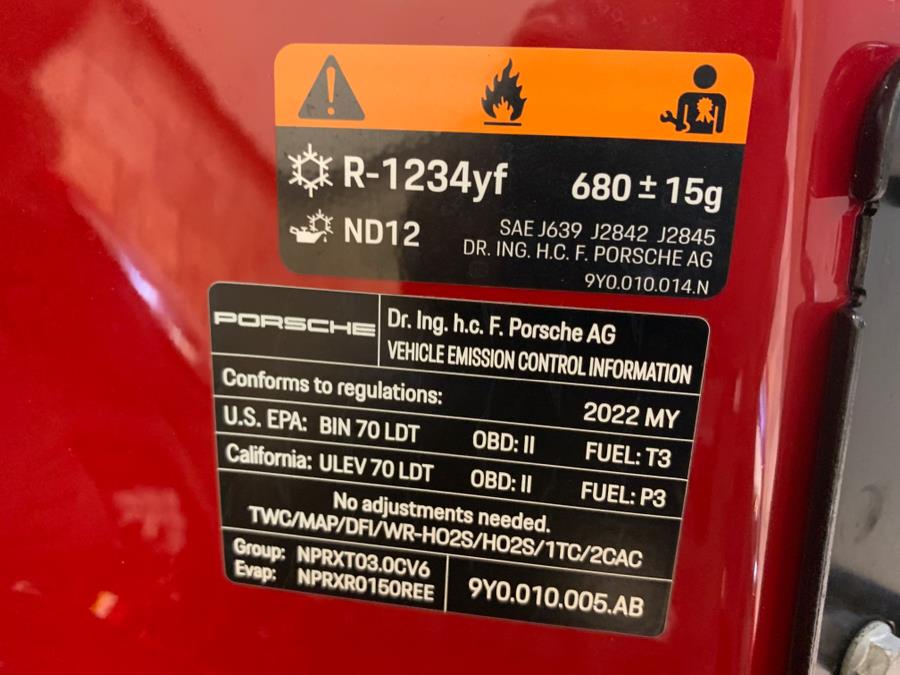 R-1234yf 680 ± 15g
ND12
SAE J639 J2842 J2845
DR. ING. H.C. F. PORSCHE AG
9Y0.010.014.N
PORSCHE
Dr. Ing. h.c. F. Porsche AG
VEHICLE EMISSION CONTROL INFORMATION
Conforms to regulations: 2022 MY
U.S. EPA: BIN 70 LDT OBD: II FUEL: T3
California: ULEV 70 LDT OBD: II FUEL: P3
No adjustments needed.
TWC/MAP/DFI/WR-HO2S/HO2S/1TC/2CAC
Group: NPRXT03.0CV6
Evap: NPRXR0150REE
9Y0.010.005.AB